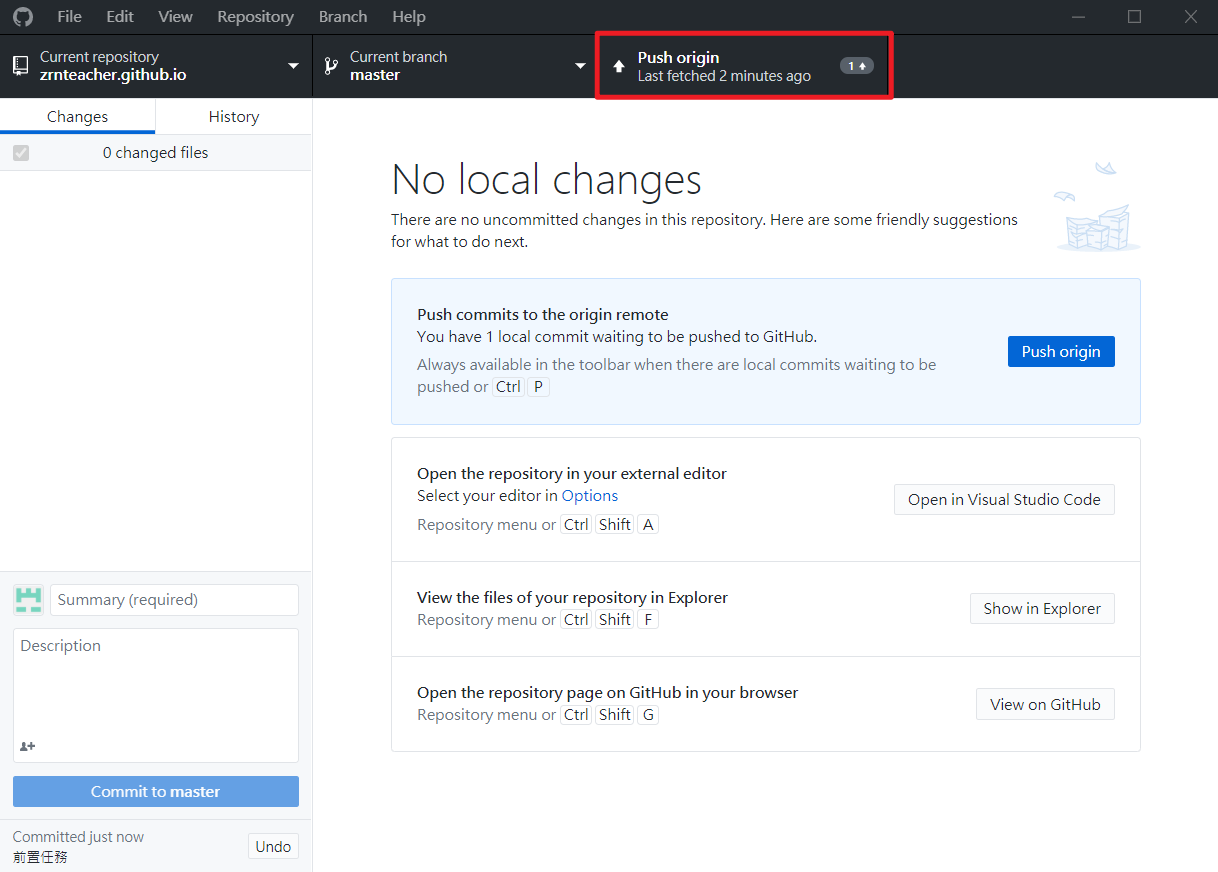 File Edit View Repository Branch Help
Current repository
zrnteacher.github.io
Current branch
master
Push origin
Last fetched 2 minutes ago
1
Changes
History
0 changed files
No local changes
There are no uncommitted changes in this repository. Here are some friendly suggestions
for what to do next.
Push commits to the origin remote
You have 1 local commit waiting to be pushed to GitHub.
Always available in the toolbar when there are local commits waiting to be
pushed or Ctrl P
Push origin
Open the repository in your external editor
Select your editor in Options
Repository menu or Ctrl Shift A
Open in Visual Studio Code
View the files of your repository in Explorer
Repository menu or Ctrl Shift F
Show in Explorer
Open the repository page on GitHub in your browser
Repository menu or Ctrl Shift G
View on GitHub
Summary (required)
Description
Commit to master
Committed just now
前置任務
Undo